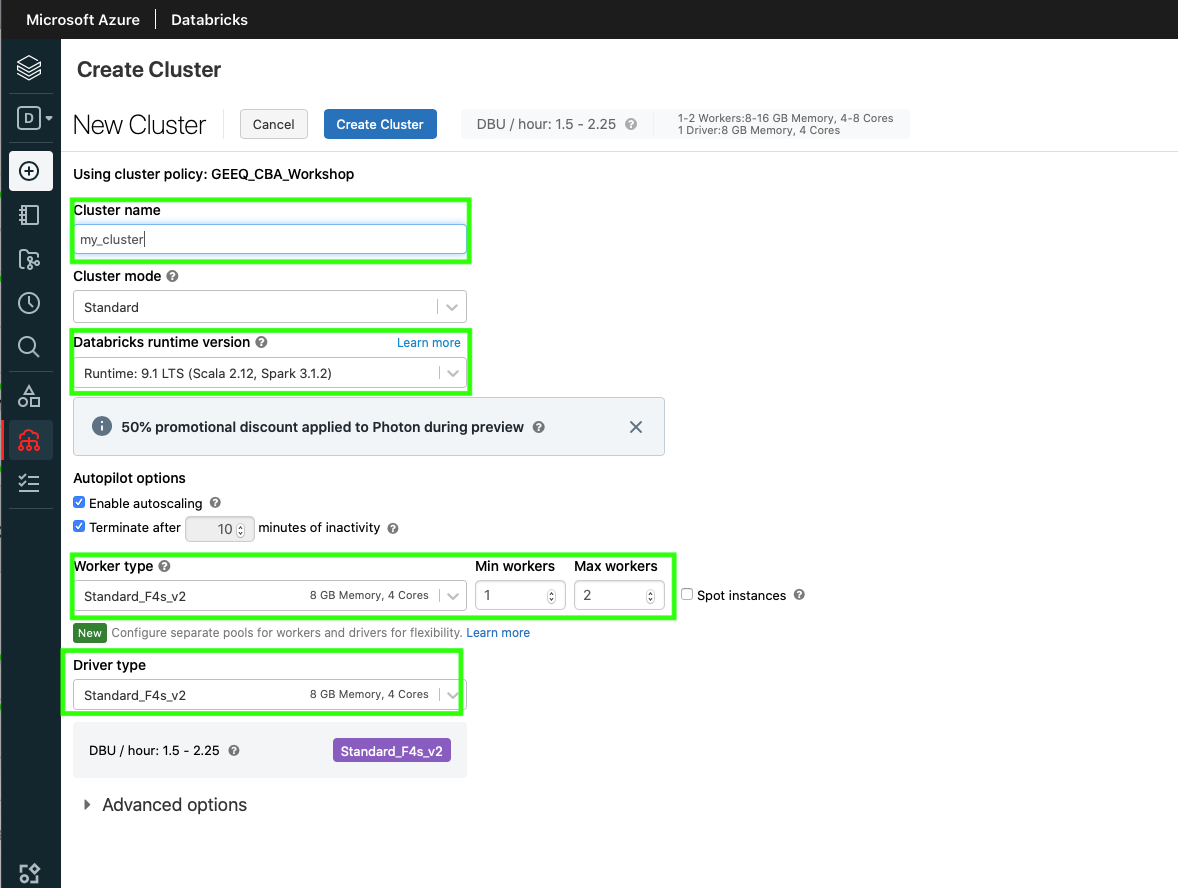 Microsoft Azure Databricks
Create Cluster
D
New Cluster Cancel Create Cluster DBU / hour: 1.5 - 2.25 ?
1-2 Workers:8-16 GB Memory, 4-8 Cores
1 Driver:8 GB Memory, 4 Cores
Using cluster policy: GEEQ_CBA_Workshop
Cluster name
my_cluster
Cluster mode ?
Standard
Databricks runtime version ? Learn more
Runtime: 9.1 LTS (Scala 2.12, Spark 3.1.2)
i 50% promotional discount applied to Photon during preview ?
Autopilot options
Enable autoscaling ?
Terminate after 10 minutes of inactivity ?
Worker type ? Min workers Max workers
Standard_F4s_v2 8 GB Memory, 4 Cores 1 2 Spot instances ?
New Configure separate pools for workers and drivers for flexibility. Learn more
Driver type
Standard_F4s_v2 8 GB Memory, 4 Cores
DBU / hour: 1.5 - 2.25 ? Standard_F4s_v2
Advanced options